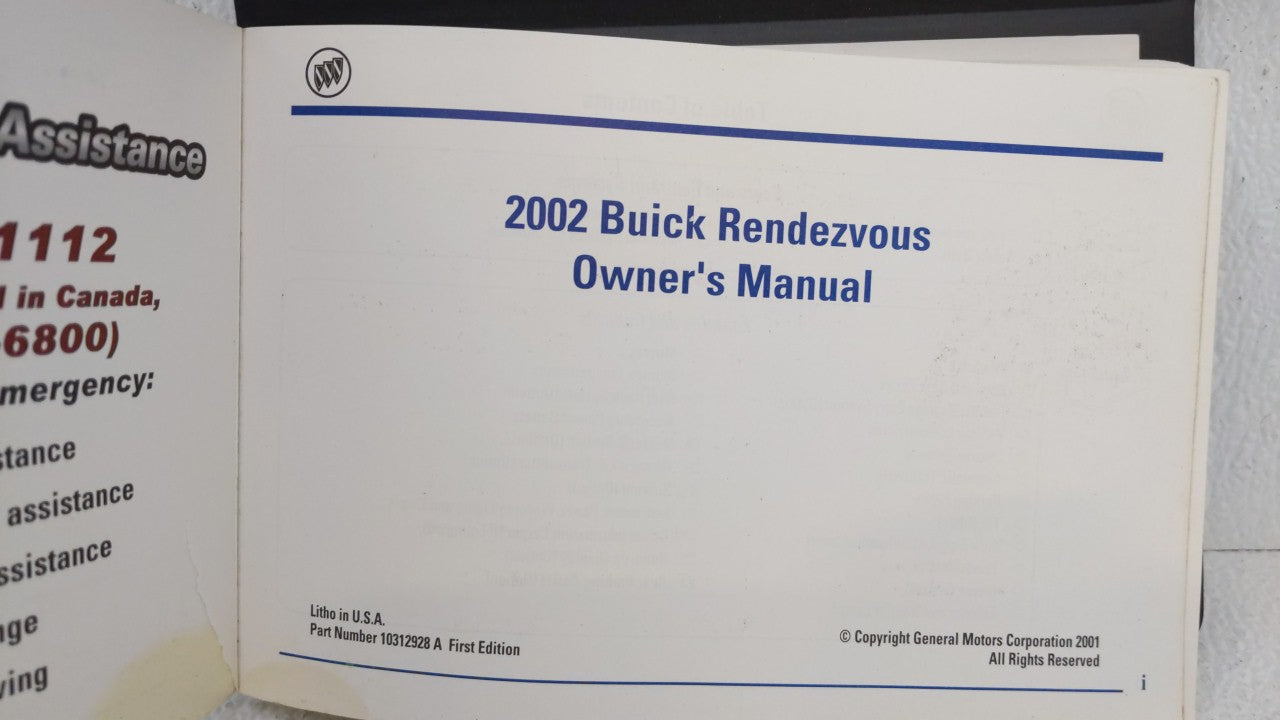 Assistance
1112
in Canada,
6800)
mergency:
stance
assistance
ssistance
nge
ving
2002 Buick Rendezvous
Owner's Manual
Litho in U.S.A.
Part Number 10312928 A First Edition
© Copyright General Motors Corporation 2001
All Rights Reserved
i